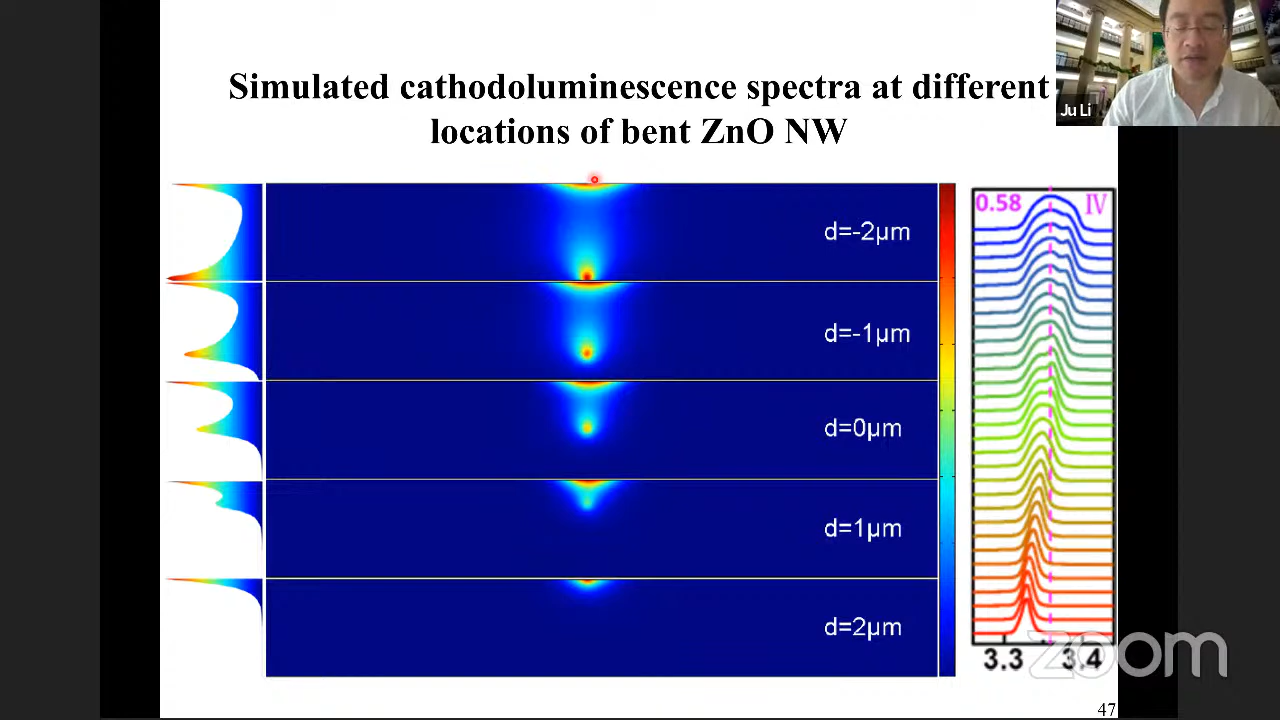 Simulated cathodoluminescence spectra at different
locations of bent ZnO NW
Ju Li
d=-2μm
d=-1μm
d=0μm
d=1μm
d=2μm
0.58 IV
3.3 3.4
zoom
47